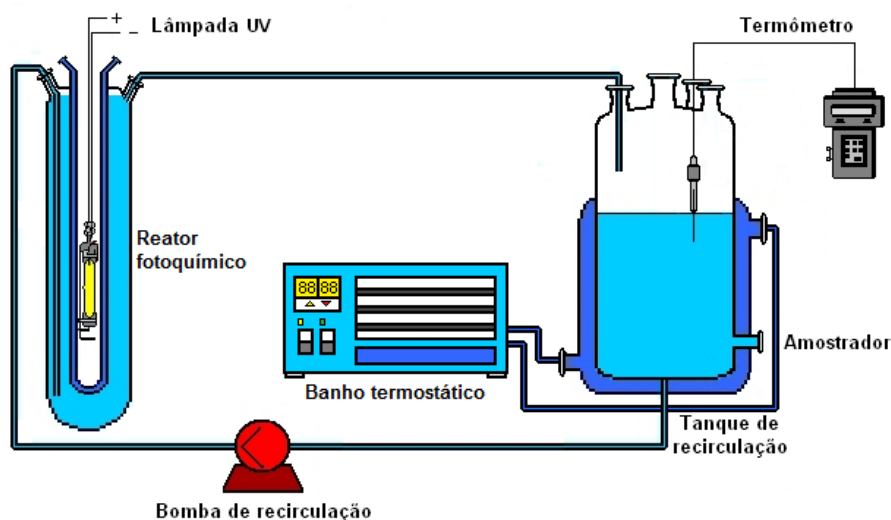 +
–
Lâmpada UV
Termômetro
Reator
fotoquímico
88 88
Banho termostático
Amostrador
Tanque de
recirculação
Bomba de recirculação